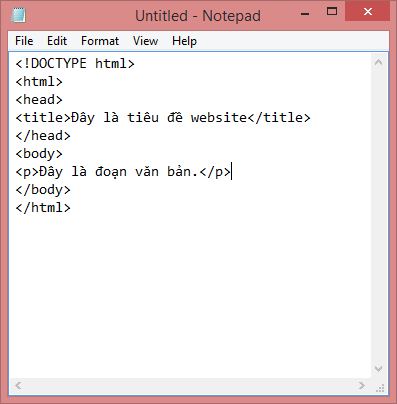 Untitled - Notepad
File Edit Format View Help
<!DOCTYPE html>
<html>
<head>
<title>Đây là tiêu đề website</title>
</head>
<body>
<p>Đây là đoạn văn bản.</p>
</body>
</html>